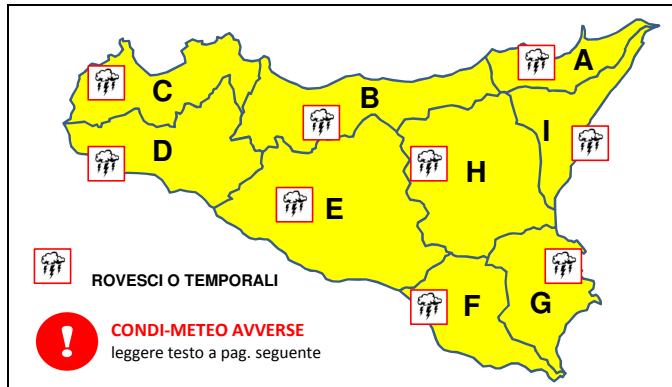 A
C
B
I
D
H
E
F
G
ROVESCI O TEMPORALI
CONDI-METEO AVVERSE
leggere testo a pag. seguente